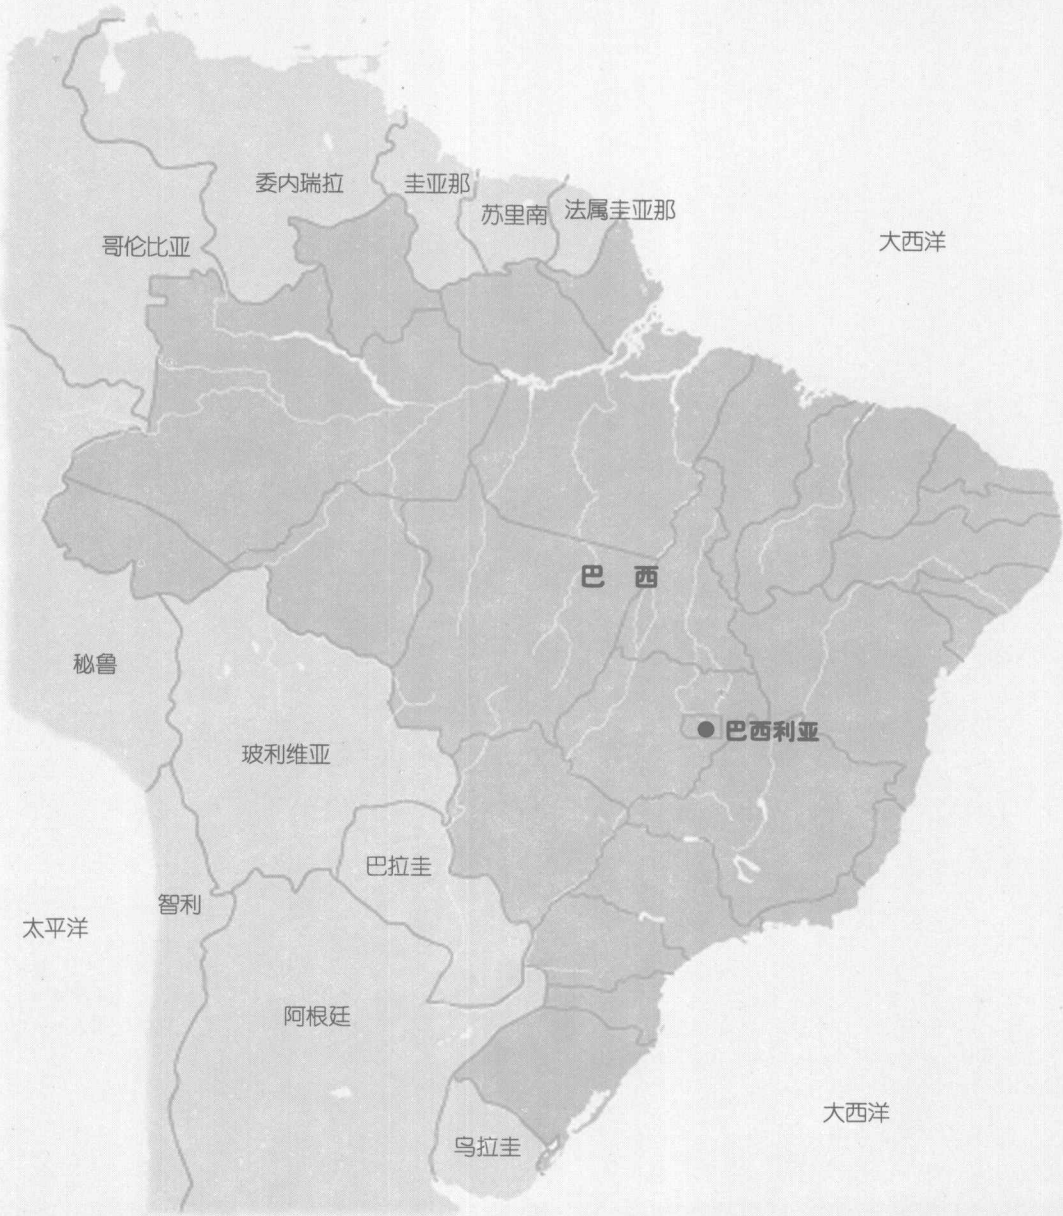 委内瑞拉
圭亚那
苏里南
法属圭亚那
哥伦比亚
大西洋
巴西
秘鲁
巴西利亚
玻利维亚
巴拉圭
智利
太平洋
阿根廷
大西洋
乌拉圭